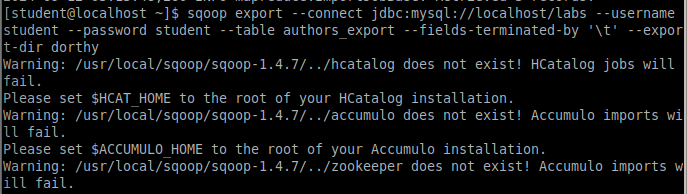 [student@localhost ~]$ sqoop export --connect jdbc:mysql://localhost/labs --username
student --password student --table authors_export --fields-terminated-by '\t' --expor
t-dir dorthy
Warning: /usr/local/sqoop/sqoop-1.4.7/../hcatalog does not exist! HCatalog jobs will
fail.
Please set $HCAT_HOME to the root of your HCatalog installation.
Warning: /usr/local/sqoop/sqoop-1.4.7/../accumulo does not exist! Accumulo imports wi
ll fail.
Please set $ACCUMULO_HOME to the root of your Accumulo installation.
Warning: /usr/local/sqoop/sqoop-1.4.7/../zookeeper does not exist! Accumulo imports w
ill fail.